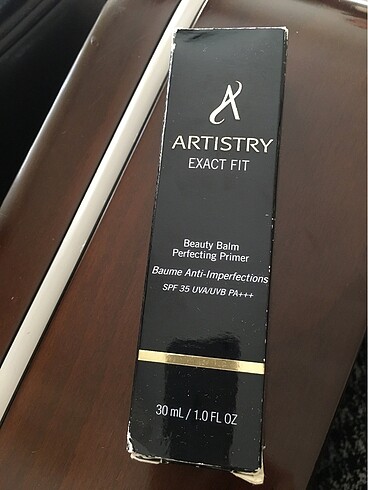 ARTISTRY
EXACT FIT
Beauty Balm
Perfecting Primer
Baume Anti-Imperfections
SPF 35 UVA/UVB PA+++
30 mL / 1.0 FL OZ